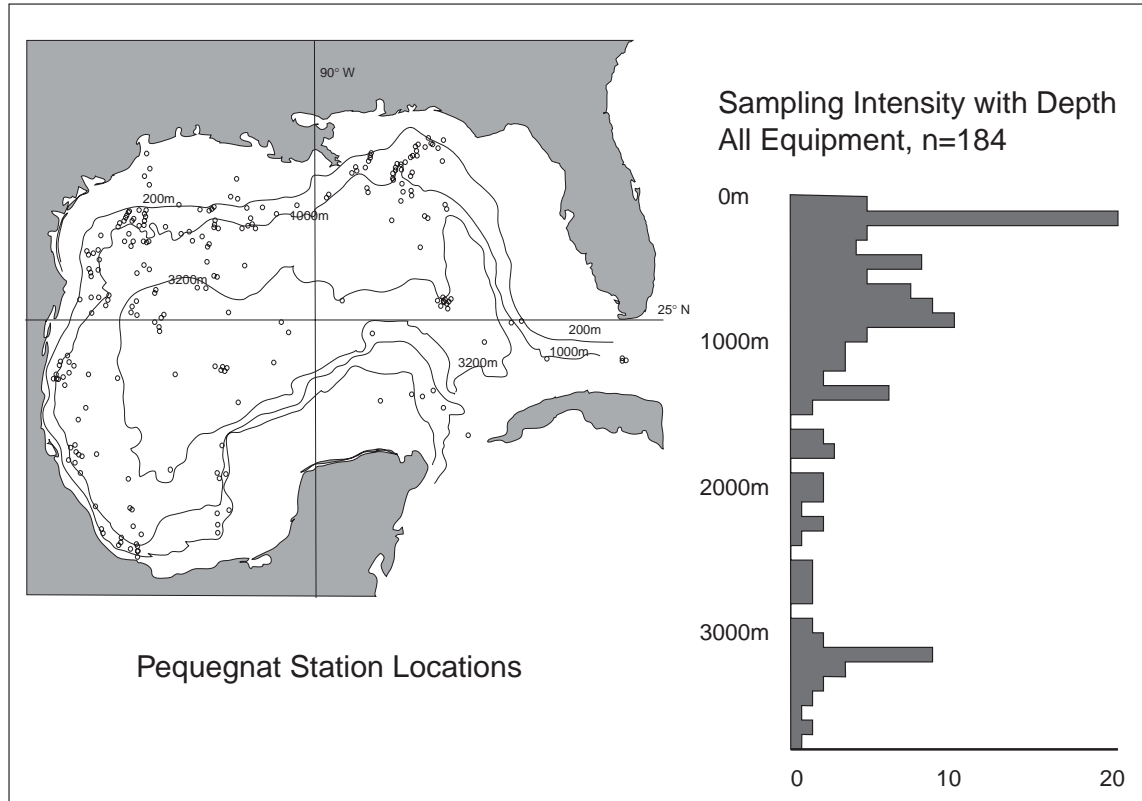 90° W
200m
1000m
3200m
25° N
200m
1000m
3200m
Pequegnat Station Locations
Sampling Intensity with Depth
All Equipment, n=184
0m
1000m
2000m
3000m
0 10 20